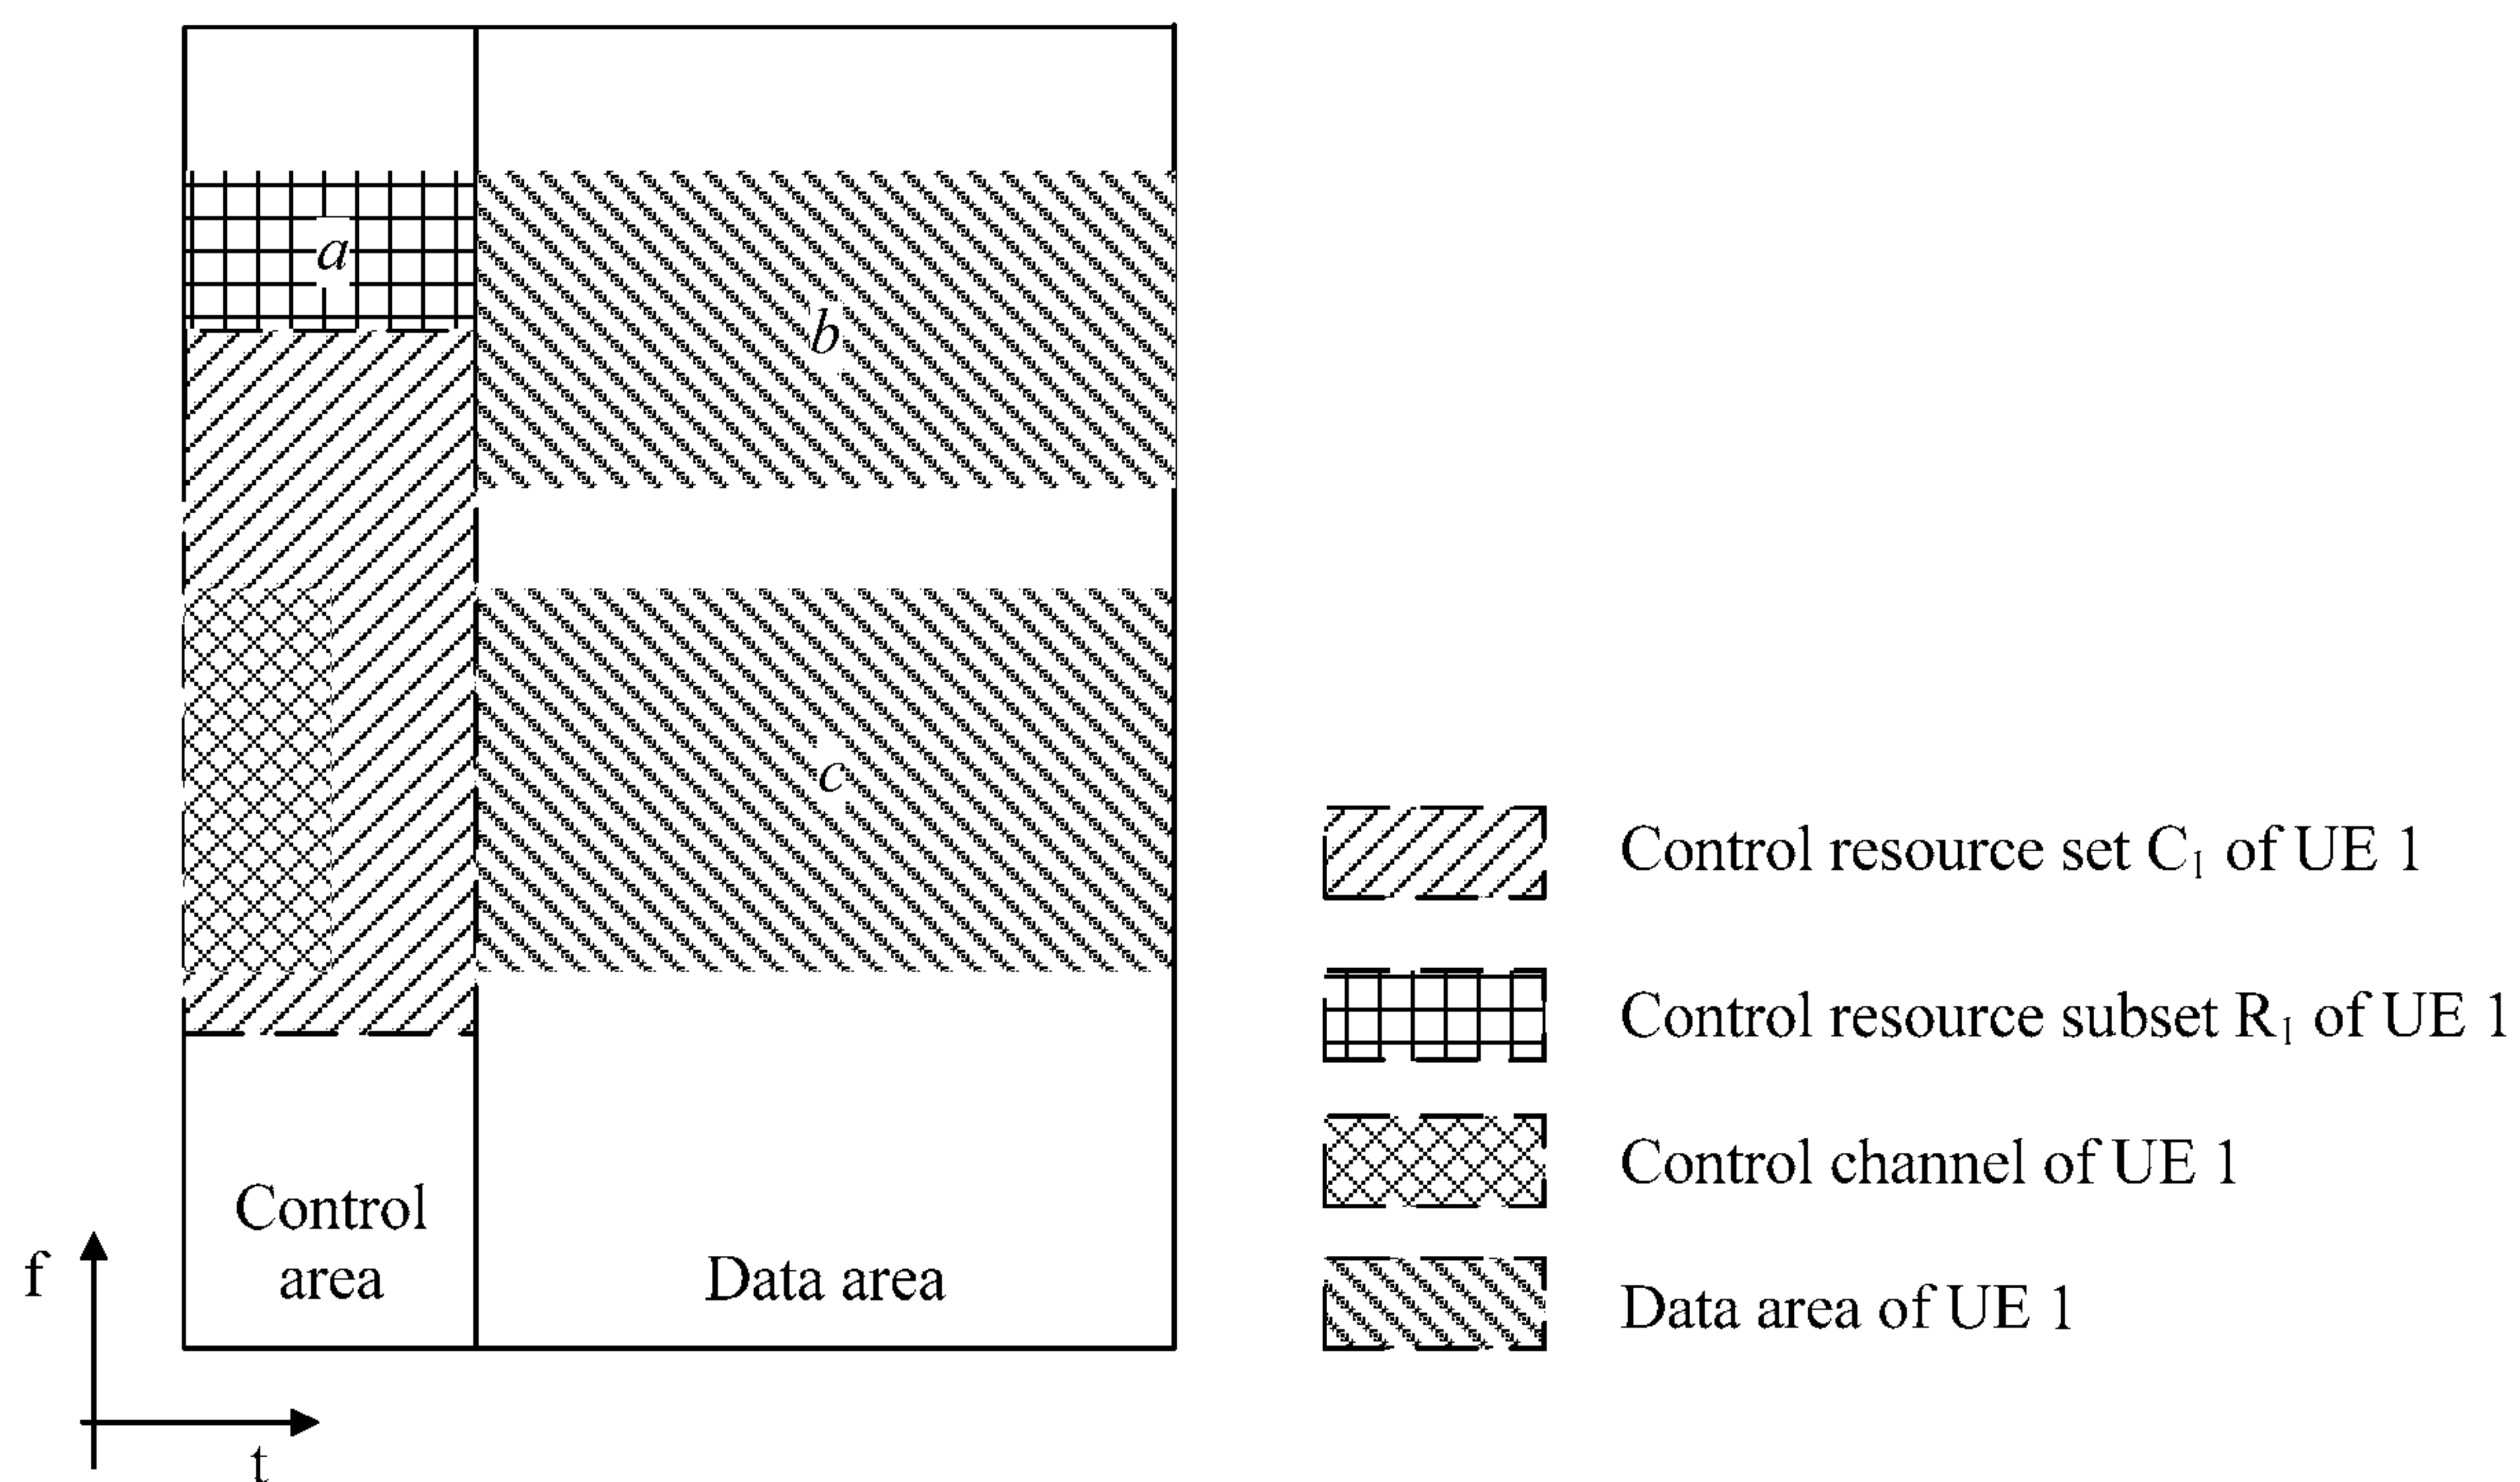 a
b
c
Control
area
Data area
f
t
Control resource set C₁ of UE 1
Control resource subset R₁ of UE 1
Control channel of UE 1
Data area of UE 1